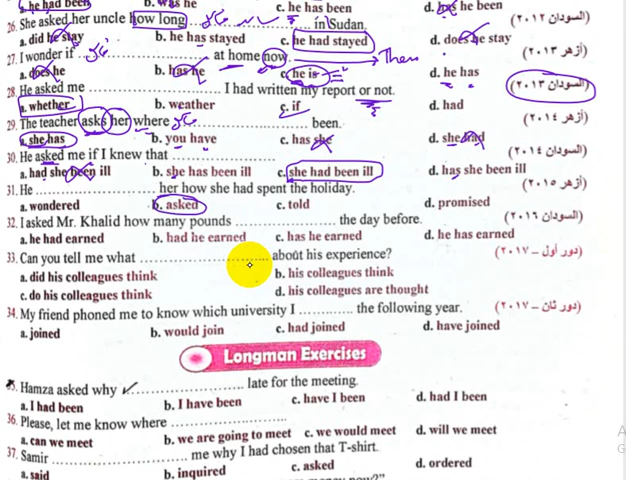 a. he had been b. was he c. he has been d. has he been
26. She asked her uncle how long .................. in Sudan. (السودان ٢٠١٢)
a. did he stay b. he has stayed c. he had stayed d. does he stay
27. I wonder if .................. at home now. Then (أزهر ٢٠١٣)
a. does he b. has he c. he is d. he has
28. He asked me .................. I had written my report or not. (السودان ٢٠١٣)
a. whether b. weather c. if d. had
29. The teacher asks her where .................. been. (أزهر ٢٠١٤)
a. she has b. you have c. has she d. she had
30. He asked me if I knew that .................. (السودان ٢٠١٤)
a. had she been ill b. she has been ill c. she had been ill d. has she been ill
31. He .................. her how she had spent the holiday. (أزهر ٢٠١٥)
a. wondered b. asked c. told d. promised
32. I asked Mr. Khalid how many pounds .................. the day before. (السودان ٢٠١٦)
a. he had earned b. had he earned c. has he earned d. he has earned
33. Can you tell me what .................. about his experience? (دور أول – ٢٠١٧)
a. did his colleagues think b. his colleagues think
c. do his colleagues think d. his colleagues are thought
34. My friend phoned me to know which university I ............ the following year. (دور ثان – ٢٠١٧)
a. joined b. would join c. had joined d. have joined
Longman Exercises
35. Hamza asked why .................. late for the meeting.
a. I had been b. I have been c. have I been d. had I been
36. Please, let me know where ..................
a. can we meet b. we are going to meet c. we would meet d. will we meet
37. Samir .................. me why I had chosen that T-shirt.
a. said b. inquired c. asked d. ordered